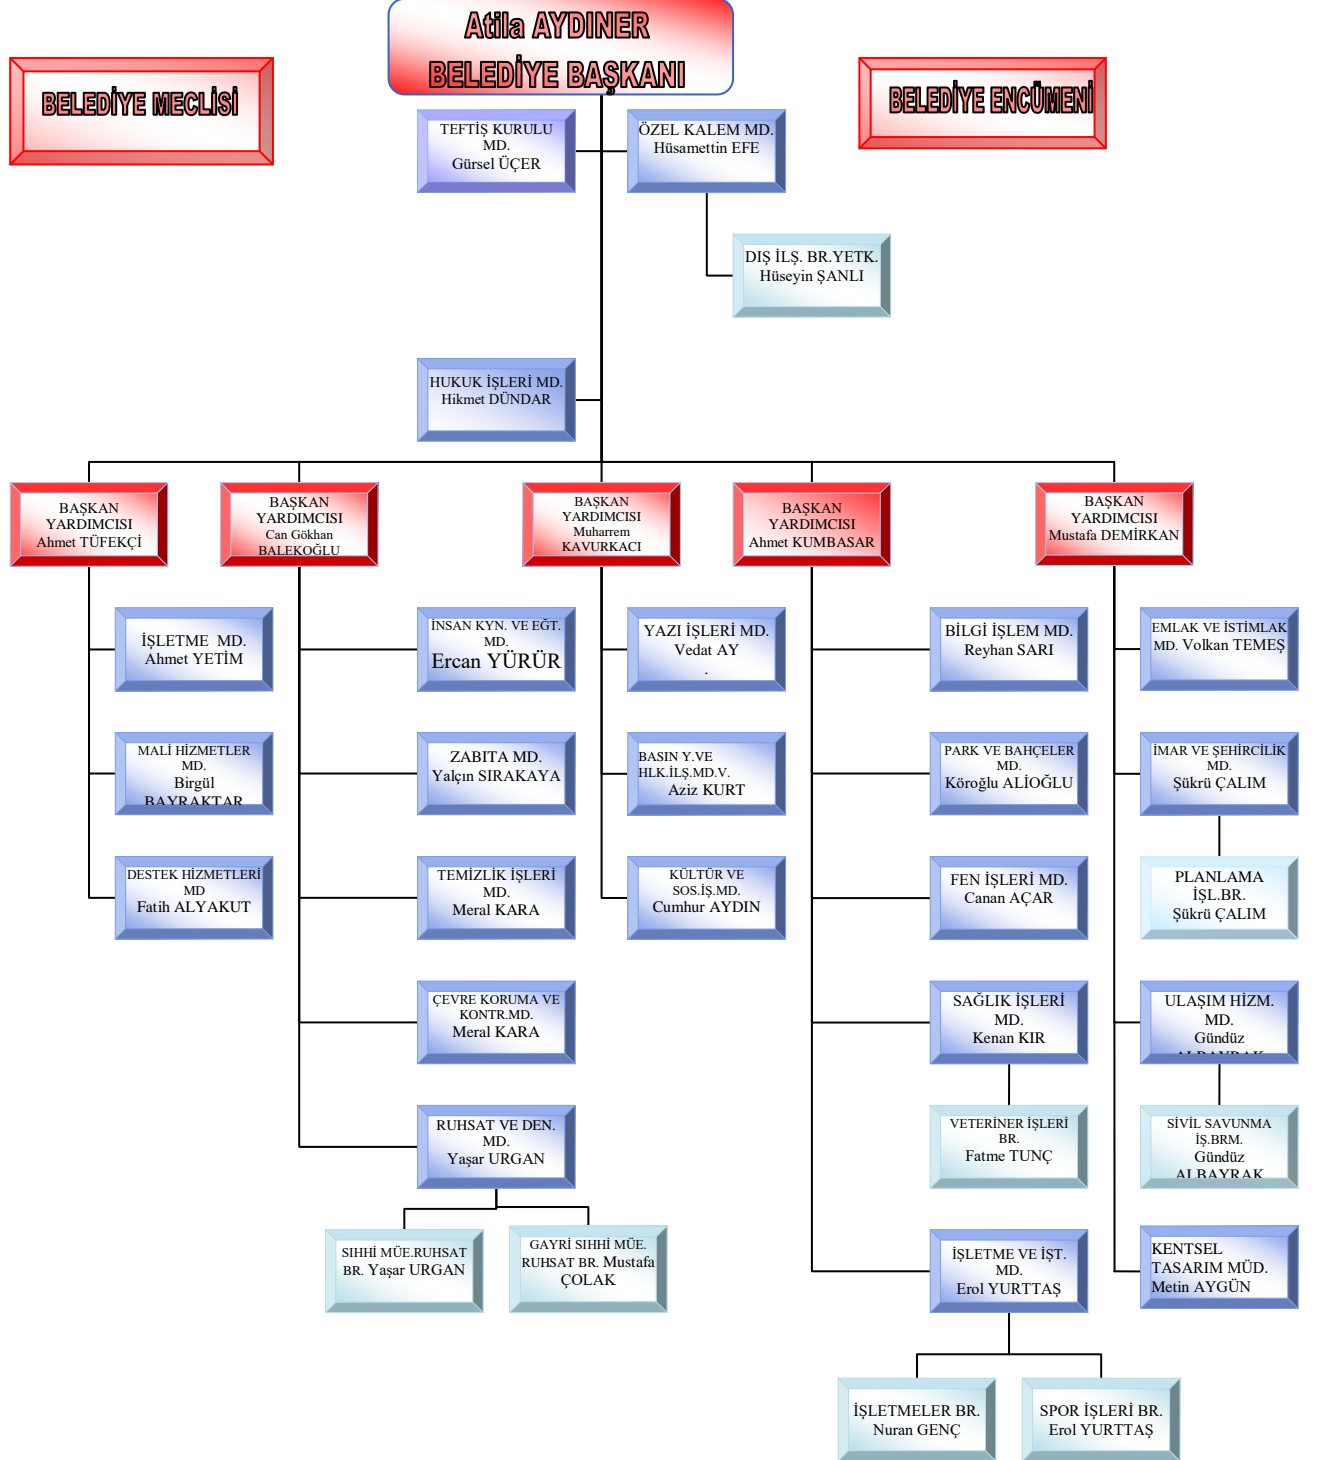 Atila AYDINER
BELEDİYE BAŞKANI
BELEDİYE MECLİSİ
BELEDİYE ENCÜMENİ
TEFTİŞ KURULU
MD.
Gürsel ÜÇER
ÖZEL KALEM MD.
Hüsamettin EFE
DIŞ İLŞ. BR.YETK.
Hüseyin ŞANLI
HUKUK İŞLERİ MD.
Hikmet DÜNDAR
BAŞKAN
YARDIMCISI
Ahmet TÜFEKÇİ
BAŞKAN
YARDIMCISI
Can Gökhan
BALEKOĞLU
BAŞKAN
YARDIMCISI
Muharrem
KAVURKACI
BAŞKAN
YARDIMCISI
Ahmet KUMBASAR
BAŞKAN
YARDIMCISI
Mustafa DEMİRKAN
İŞLETME  MD.
Ahmet YETİM
İNSAN KYN. VE EĞT.
MD.
Ercan YÜRÜR
YAZI İŞLERİ MD.
Vedat AY
.
BİLGİ İŞLEM MD.
Reyhan SARI
EMLAK VE İSTİMLAK
MD. Volkan TEMEŞ
MALİ HİZMETLER
MD.
Birgül
BAYRAKTAR
ZABITA MD.
Yalçın SIRAKAYA
BASIN Y.VE
HLK.İLŞ.MD.V.
Aziz KURT
PARK VE BAHÇELER
MD.
Köroğlu ALİOĞLU
İMAR VE ŞEHİRCİLİK
MD.
Şükrü ÇALIM
DESTEK HİZMETLERİ
MD
Fatih ALYAKUT
TEMİZLİK İŞLERİ
MD.
Meral KARA
KÜLTÜR VE
SOS.İŞ.MD.
Cumhur AYDIN
FEN İŞLERİ MD.
Canan AÇAR
PLANLAMA
İŞL.BR.
Şükrü ÇALIM
ÇEVRE KORUMA VE
KONTR.MD.
Meral KARA
SAĞLIK İŞLERİ
MD.
Kenan KIR
ULAŞIM HİZM.
MD.
Gündüz
ALBAYRAK
RUHSAT VE DEN.
MD.
Yaşar URGAN
VETERİNER İŞLERİ
BR.
Fatme TUNÇ
SİVİL SAVUNMA
İŞ.BRM.
Gündüz
ALBAYRAK
SIHHİ MÜE.RUHSAT
BR. Yaşar URGAN
GAYRİ SIHHİ MÜE.
RUHSAT BR. Mustafa
ÇOLAK
İŞLETME VE İŞT.
MD.
Erol YURTTAŞ
KENTSEL
TASARIM MÜD.
Metin AYGÜN
İŞLETMELER BR.
Nuran GENÇ
SPOR İŞLERİ BR.
Erol YURTTAŞ